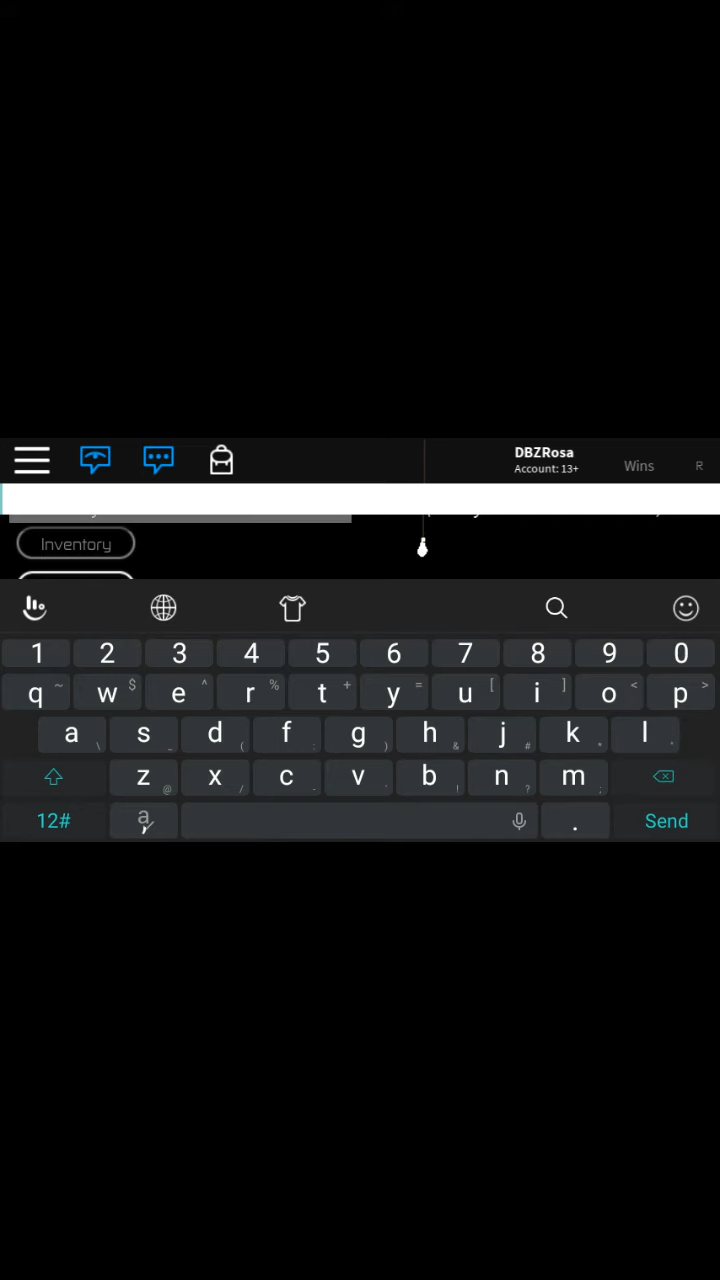 DBZRosa
Account: 13+
Wins
R
Inventory
1 2 3 4 5 6 7 8 9 0
q ~ w $ e ^ r % t + y = u [ i ] o < p >
a \ s _ d ( f : g ) h & j # k * l "
z @ x / c - v ' b ! n ? m ;
12# a , . Send